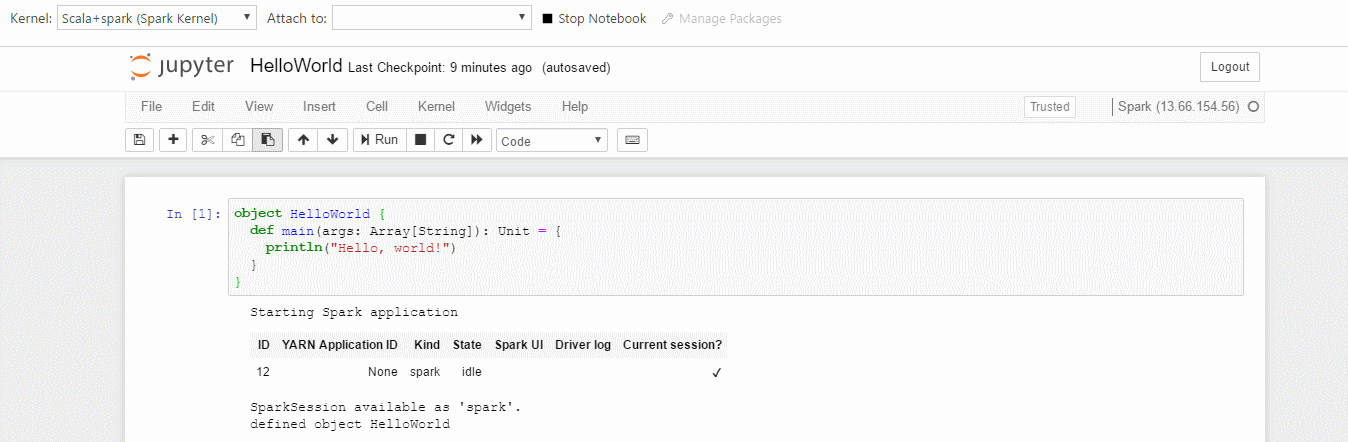 Kernel: Scala+spark (Spark Kernel) Attach to: Stop Notebook Manage Packages
jupyter HelloWorld Last Checkpoint: 9 minutes ago (autosaved) Logout
File Edit View Insert Cell Kernel Widgets Help Trusted Spark (13.66.154.56)
Run Code
In [1]: object HelloWorld {
def main(args: Array[String]): Unit = {
println("Hello, world!")
}
}
Starting Spark application
ID YARN Application ID Kind State Spark UI Driver log Current session?
12 None spark idle ✓
SparkSession available as 'spark'.
defined object HelloWorld